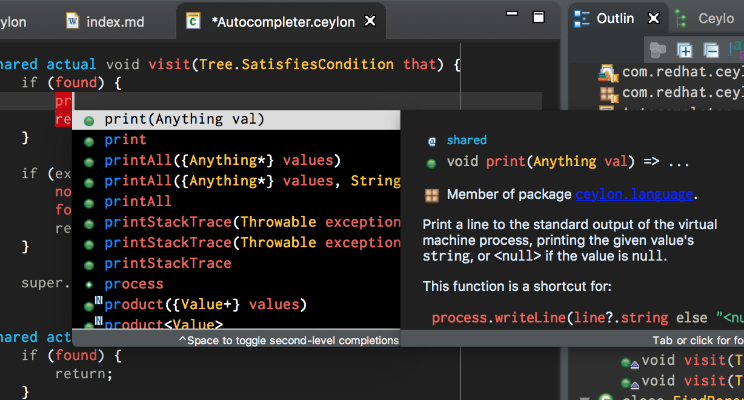 ylon
index.md
*Autocompleter.ceylon
Outlin
Ceylo
hared actual void visit(Tree.SatisfiesCondition that) {
if (found) {
pr
re
}
if (ex
no
fo
re
}
super.
print(Anything val)
print
printAll({Anything*} values)
printAll({Anything*} values, String
printAll
printStackTrace(Throwable exception
printStackTrace(Throwable exception
printStackTrace
process
product({Value+} values)
product<Value>
^Space to toggle second-level completions
@ shared
void print(Anything val) => ...
Member of package ceylon.language.
Print a line to the standard output of the virtual
machine process, printing the given value's
string, or <null> if the value is null.
This function is a shortcut for:
process.writeLine(line?.string else "<nu
Tab or click for fo
hared act
if (found) {
return;
}
com.redhat.cey
com.redhat.cey
void visit(T
void visit(T